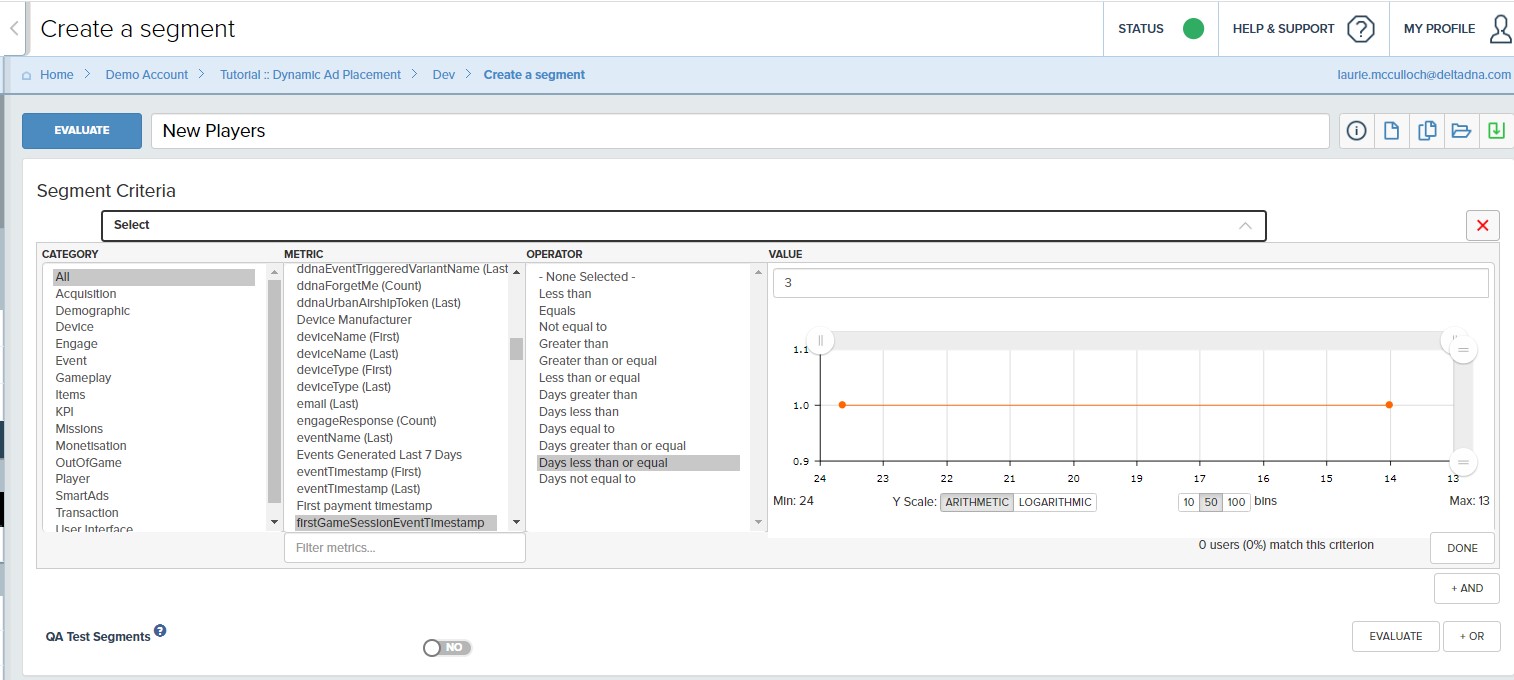 Create a segment
STATUS
HELP & SUPPORT
?
MY PROFILE
Home
Demo Account
Tutorial :: Dynamic Ad Placement
Dev
Create a segment
laurie.mcculloch@deltadna.com
EVALUATE
New Players
Segment Criteria
Select
CATEGORY
All
Acquisition
Demographic
Device
Engage
Event
Gameplay
Items
KPI
Missions
Monetisation
OutOfGame
Player
SmartAds
Transaction
User Interface
METRIC
ddnaEventTriggeredVariantName (Last
ddnaForgetMe (Count)
ddnaUrbanAirshipToken (Last)
Device Manufacturer
deviceName (First)
deviceName (Last)
deviceType (First)
deviceType (Last)
email (Last)
engageResponse (Count)
eventName (Last)
Events Generated Last 7 Days
eventTimestamp (First)
eventTimestamp (Last)
First payment timestamp
firstGameSessionEventTimestamp
Filter metrics...
OPERATOR
- None Selected -
Less than
Equals
Not equal to
Greater than
Greater than or equal
Less than or equal
Days greater than
Days less than
Days equal to
Days greater than or equal
Days less than or equal
Days not equal to
VALUE
3
1.1
1.0
0.9
24 23 22 21 20 19 18 17 16 15 14 13
Min: 24
Y Scale: ARITHMETIC LOGARITHMIC
10 50 100 bins
Max: 13
0 users (0%) match this criterion
DONE
+ AND
QA Test Segments ?
NO
EVALUATE
+ OR